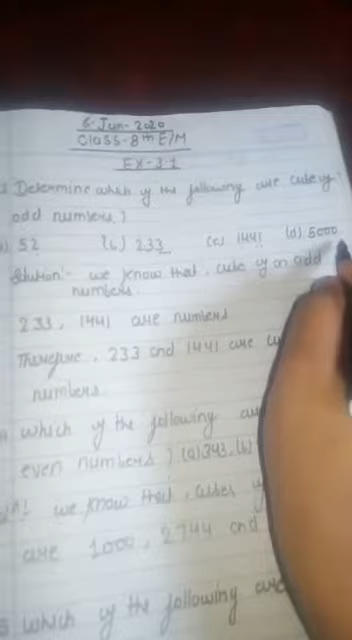 6-Jun-2020
Class-8th E/M
EX-3.1
Determine which of the following are cube of
odd numbers?
52 (b) 233 (c) 1441 (d) 5000
Solution:- we know that, cube of an odd
numbers.
233, 1441 are numbers
Therefore, 233 and 1441 are
numbers.
which of the following
even numbers? (a) 343, (b)
we know that, cubes
are 1000, 2744 and
which of the following are